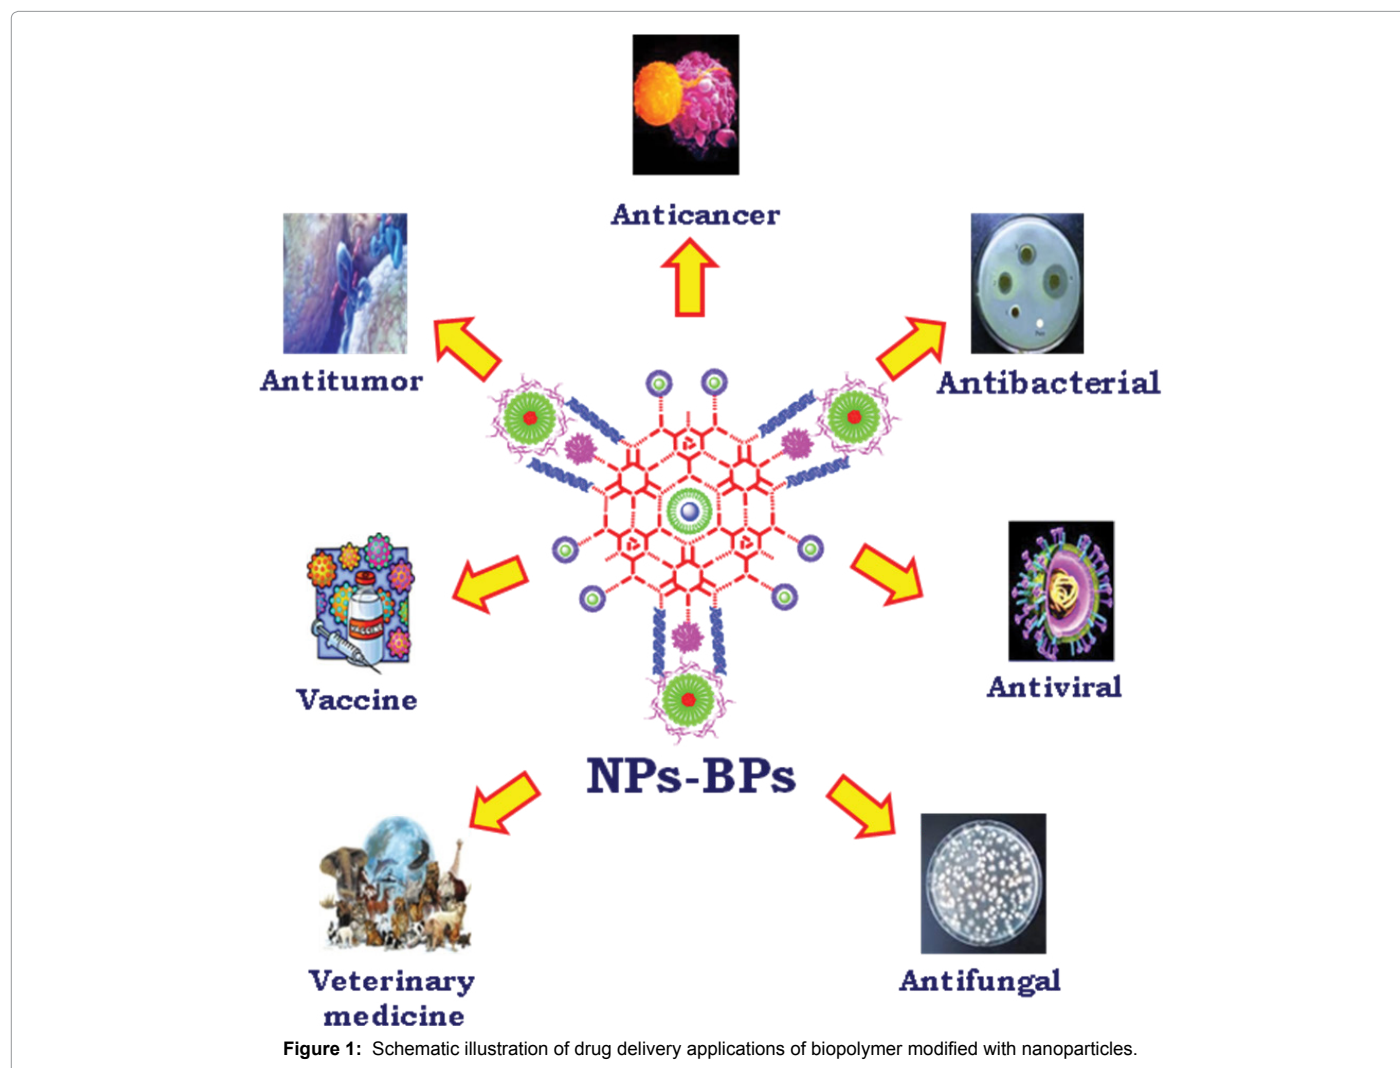 Anticancer
Antitumor
Antibacterial
VACCINE
Vaccine
Antiviral
NPs-BPs
Veterinary
medicine
Antifungal
Figure 1: Schematic illustration of drug delivery applications of biopolymer modified with nanoparticles.